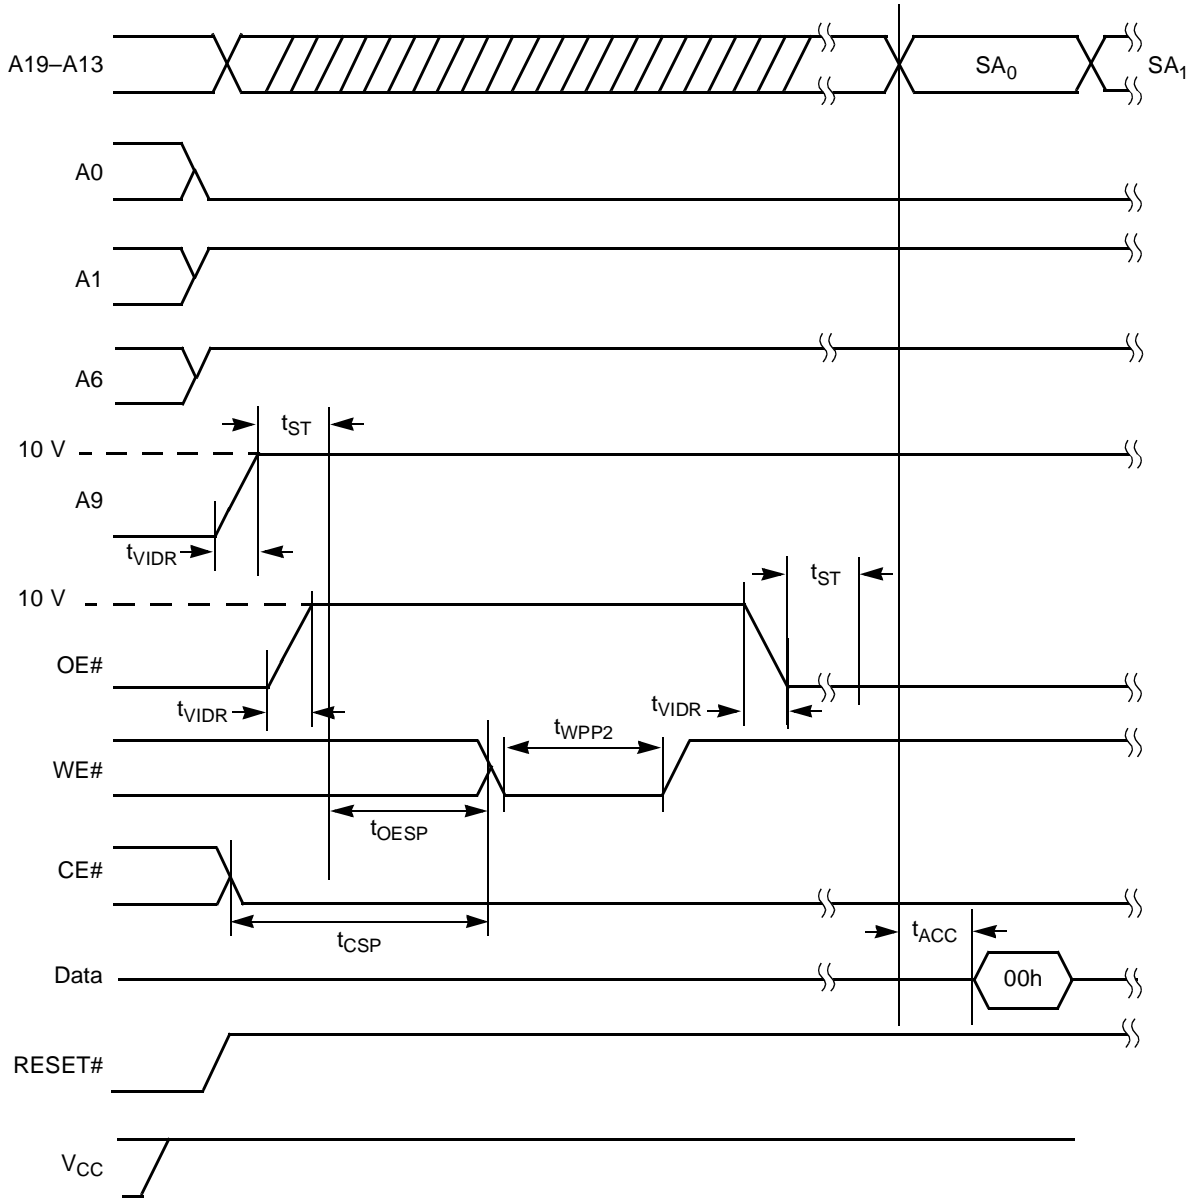 A19–A13
SA0
SA1
A0
A1
A6
tST
10 V
A9
tVIDR
tST
10 V
OE#
tVIDR
tVIDR
tWPP2
WE#
tOESP
CE#
tCSP
tACC
Data
00h
RESET#
VCC